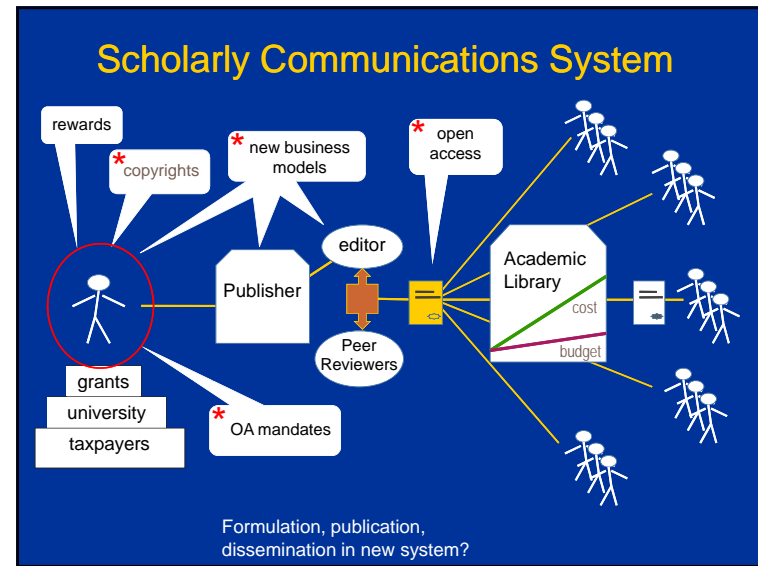 Scholarly Communications System
rewards
* copyrights
* new business
models
* open
access
editor
Publisher
Academic
Library
cost
budget
Peer
Reviewers
grants
university
taxpayers
* OA mandates
Formulation, publication,
dissemination in new system?